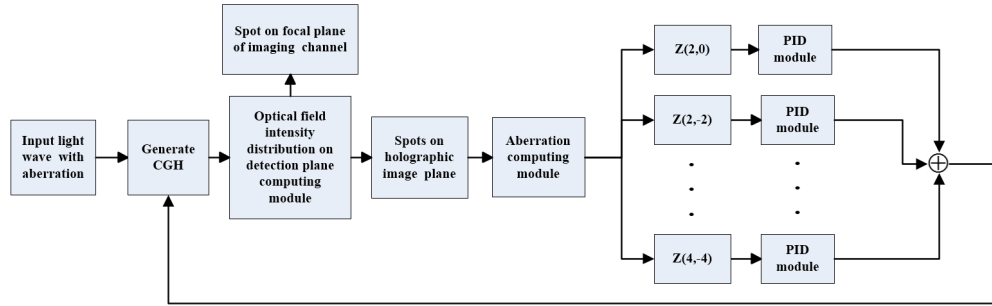 Spot on focal plane
of imaging channel
Input light
wave with
aberration
Generate
CGH
Optical field
intensity
distribution on
detection plane
computing
module
Spots on
holographic
image plane
Aberration
computing
module
Z(2,0)
PID
module
Z(2,-2)
PID
module
Z(4,-4)
PID
module